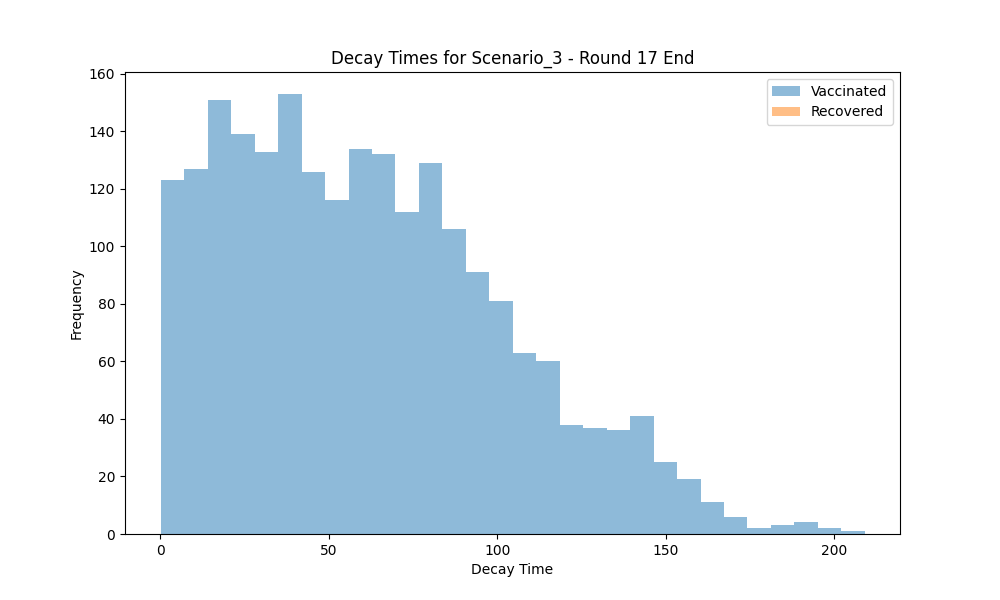 Decay Times for Scenario_3 - Round 17 End
Vaccinated
Recovered
160
140
120
100
80
60
40
20
0
Frequency
0 50 100 150 200
Decay Time